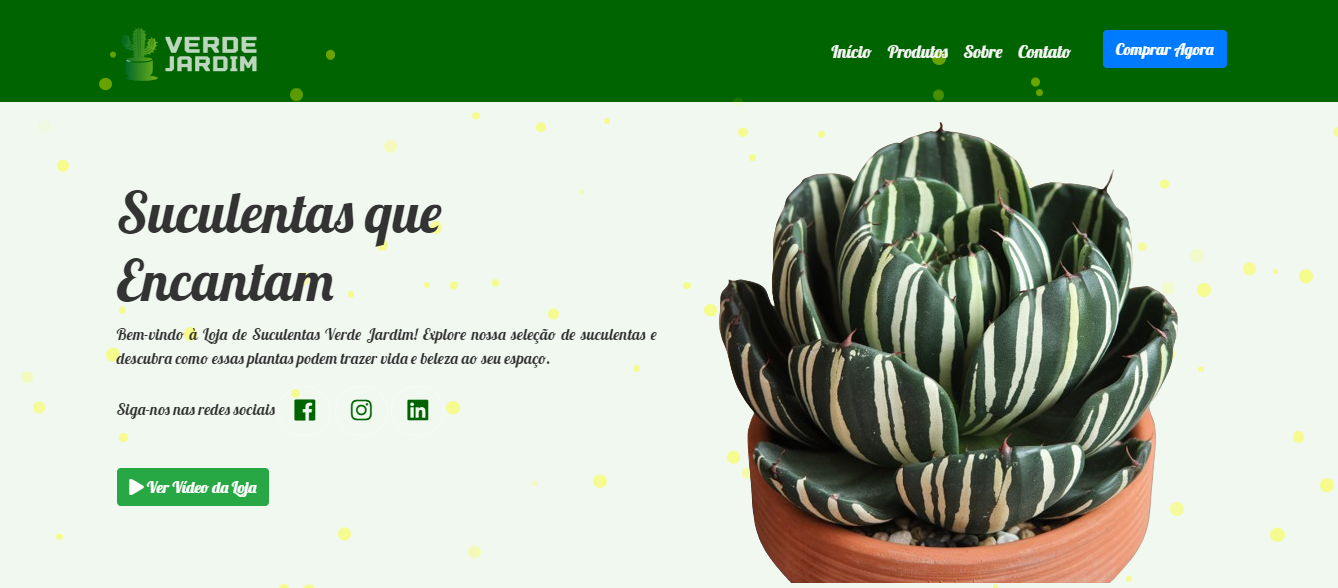 VERDE
JARDIM
Início Produtos Sobre Contato Comprar Agora
Suculentas que
Encantam
Bem-vindo à Loja de Suculentas Verde Jardim! Explore nossa seleção de suculentas e
descubra como essas plantas podem trazer vida e beleza ao seu espaço.
Siga-nos nas redes sociais
Ver Vídeo da Loja